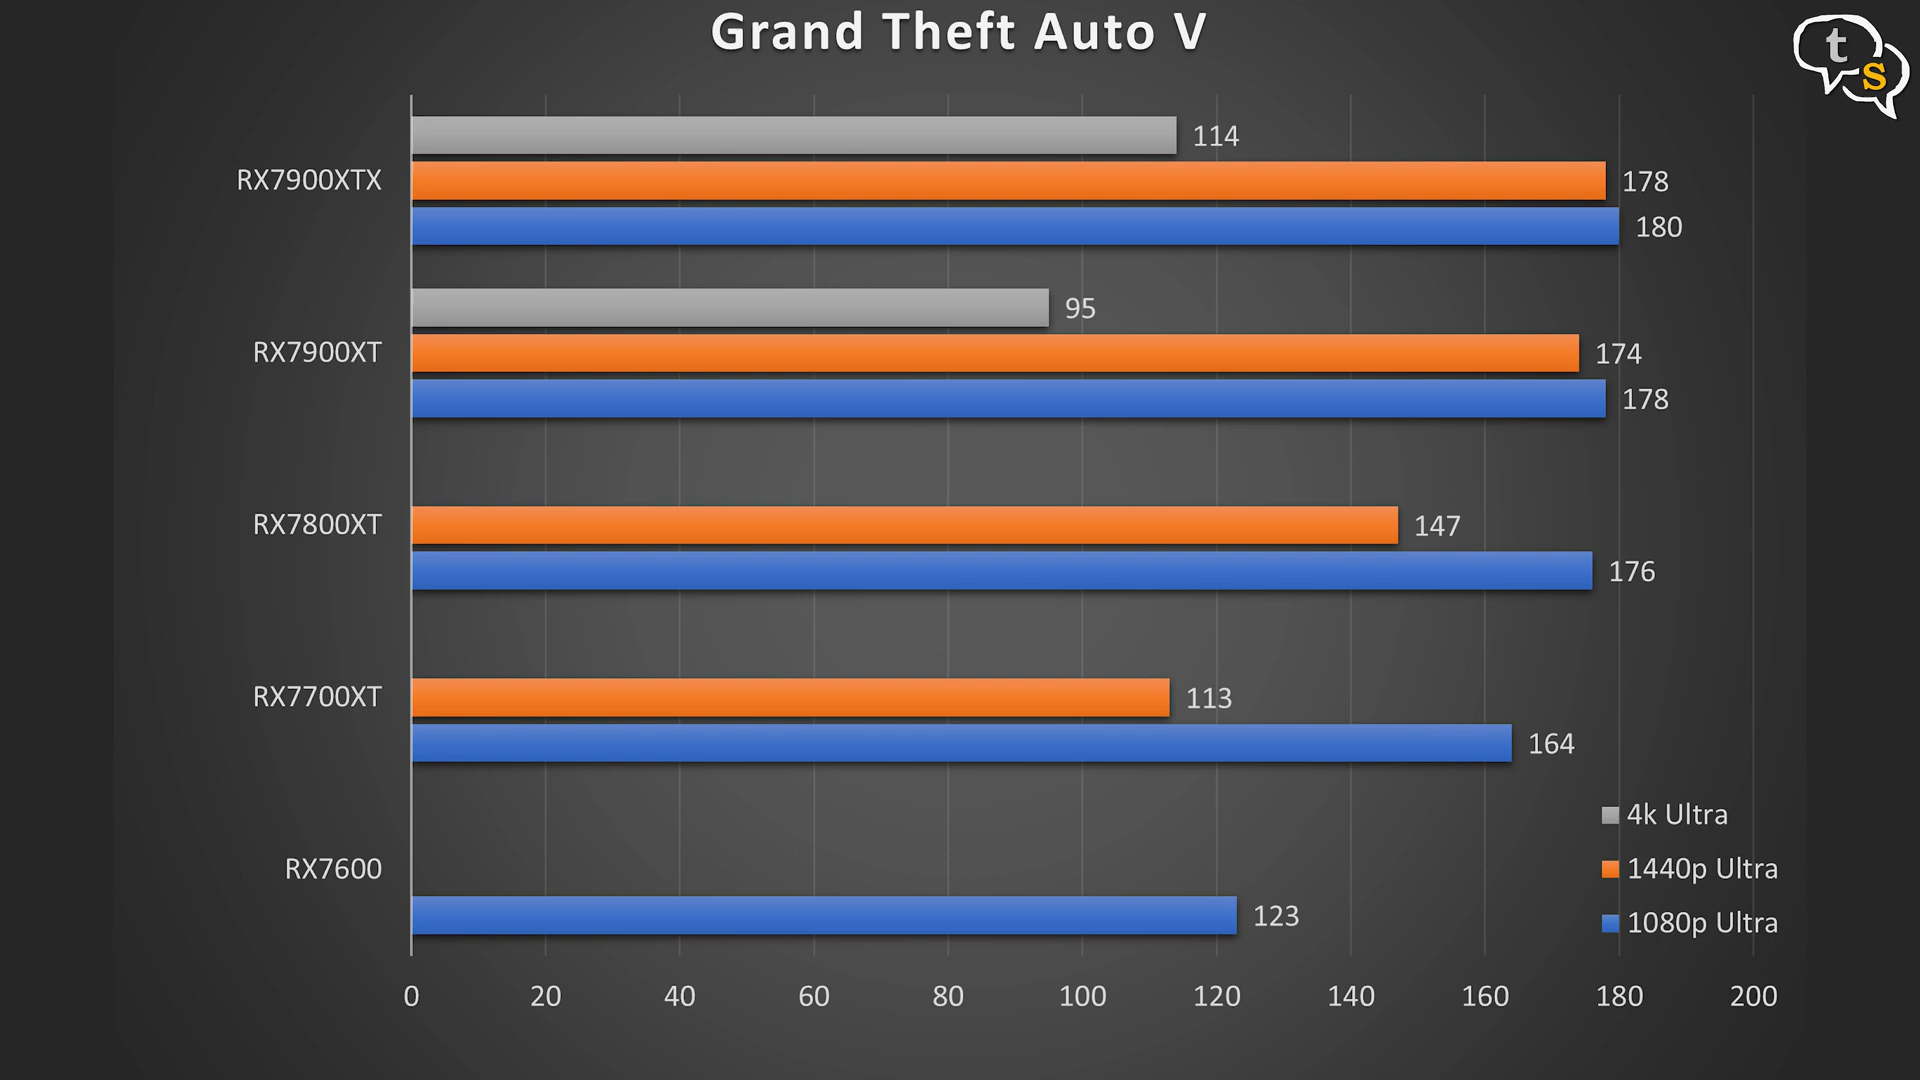 Grand Theft Auto V
t
s
RX7900XTX
114
178
180
RX7900XT
95
174
178
RX7800XT
147
176
RX7700XT
113
164
RX7600
123
4k Ultra
1440p Ultra
1080p Ultra
0 20 40 60 80 100 120 140 160 180 200